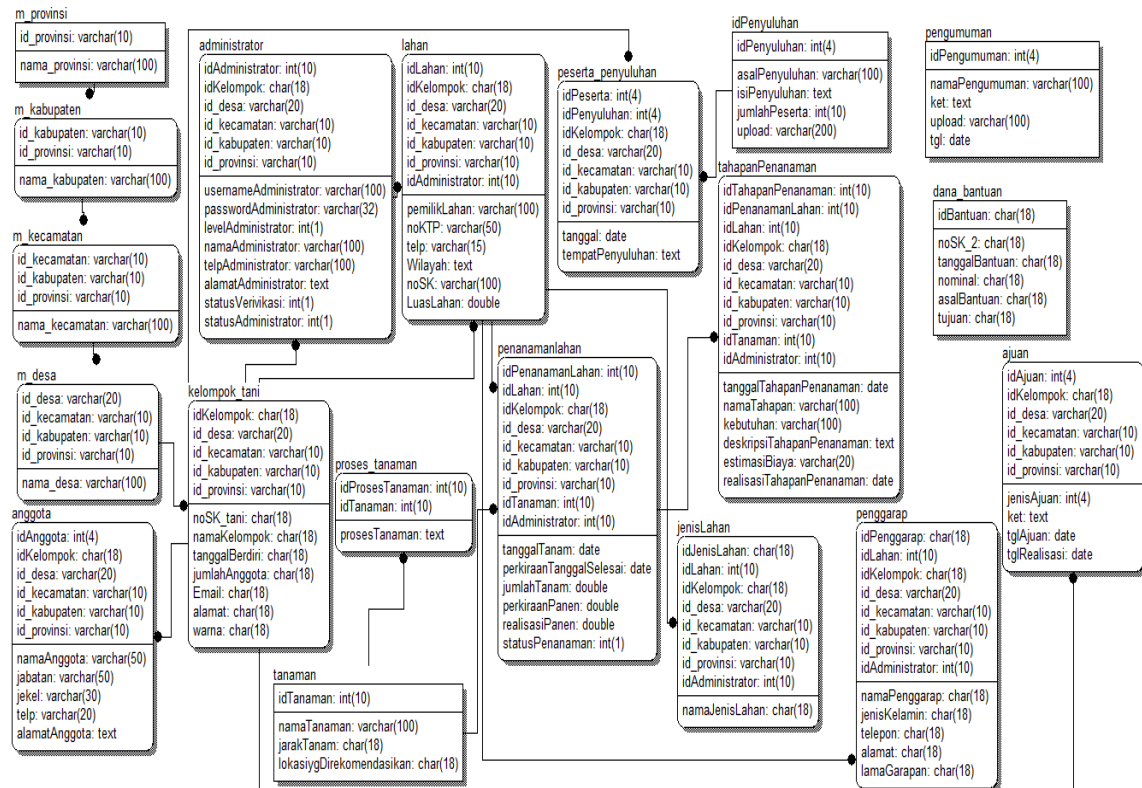 m_provinsi
id_provinsi: varchar(10)
nama_provinsi: varchar(100)
m_kabupaten
id_kabupaten: varchar(10)
id_provinsi: varchar(10)
nama_kabupaten: varchar(100)
m_kecamatan
id_kecamatan: varchar(10)
id_kabupaten: varchar(10)
id_provinsi: varchar(10)
nama_kecamatan: varchar(100)
m_desa
id_desa: varchar(20)
id_kecamatan: varchar(10)
id_kabupaten: varchar(10)
id_provinsi: varchar(10)
nama_desa: varchar(100)
anggota
idAnggota: int(4)
idKelompok: char(18)
id_desa: varchar(20)
id_kecamatan: varchar(10)
id_kabupaten: varchar(10)
id_provinsi: varchar(10)
namaAnggota: varchar(50)
jabatan: varchar(50)
jekel: varchar(30)
telp: varchar(20)
alamatAnggota: text
administrator
idAdministrator: int(10)
idKelompok: char(18)
id_desa: varchar(20)
id_kecamatan: varchar(10)
id_kabupaten: varchar(10)
id_provinsi: varchar(10)
usernameAdministrator: varchar(100)
passwordAdministrator: varchar(32)
levelAdministrator: int(1)
namaAdministrator: varchar(100)
telpAdministrator: varchar(100)
alamatAdministrator: text
statusVerivikasi: int(1)
statusAdministrator: int(1)
kelompok_tani
idKelompok: char(18)
id_desa: varchar(20)
id_kecamatan: varchar(10)
id_kabupaten: varchar(10)
id_provinsi: varchar(10)
noSK_tani: char(18)
namaKelompok: char(18)
tanggalBerdiri: char(18)
jumlahAnggota: char(18)
Email: char(18)
alamat: char(18)
warna: char(18)
lahan
idLahan: int(10)
idKelompok: char(18)
id_desa: varchar(20)
id_kecamatan: varchar(10)
id_kabupaten: varchar(10)
id_provinsi: varchar(10)
idAdministrator: int(10)
pemilikLahan: varchar(100)
noKTP: varchar(50)
telp: varchar(15)
Wilayah: text
noSK: varchar(100)
LuasLahan: double
proses_tanaman
idProsesTanaman: int(10)
idTanaman: int(10)
prosesTanaman: text
tanaman
idTanaman: int(10)
namaTanaman: varchar(100)
jarakTanam: char(18)
lokasiygDirekomendasikan: char(18)
peserta_penyuluhan
idPeserta: int(4)
idPenyuluhan: int(4)
idKelompok: char(18)
id_desa: varchar(20)
id_kecamatan: varchar(10)
id_kabupaten: varchar(10)
id_provinsi: varchar(10)
tanggal: date
tempatPenyuluhan: text
penanamanlahan
idPenanamanLahan: int(10)
idLahan: int(10)
idKelompok: char(18)
id_desa: varchar(20)
id_kecamatan: varchar(10)
id_kabupaten: varchar(10)
id_provinsi: varchar(10)
idTanaman: int(10)
idAdministrator: int(10)
tanggalTanam: date
perkiraanTanggalSelesai: date
jumlahTanam: double
perkiraanPanen: double
realisasiPanen: double
statusPenanaman: int(1)
idPenyuluhan
idPenyuluhan: int(4)
asalPenyuluhan: varchar(100)
isiPenyuluhan: text
jumlahPeserta: int(10)
upload: varchar(200)
tahapanPenanaman
idTahapanPenanaman: int(10)
idPenanamanLahan: int(10)
idLahan: int(10)
idKelompok: char(18)
id_desa: varchar(20)
id_kecamatan: varchar(10)
id_kabupaten: varchar(10)
id_provinsi: varchar(10)
idTanaman: int(10)
idAdministrator: int(10)
tanggalTahapanPenanaman: date
namaTahapan: varchar(100)
kebutuhan: varchar(100)
deskripsiTahapanPenanaman: text
estimasiBiaya: varchar(20)
realisasiTahapanPenanaman: date
jenisLahan
idJenisLahan: char(18)
idLahan: int(10)
idKelompok: char(18)
id_desa: varchar(20)
id_kecamatan: varchar(10)
id_kabupaten: varchar(10)
id_provinsi: varchar(10)
idAdministrator: int(10)
namaJenisLahan: char(18)
penggarap
idPenggarap: char(18)
idLahan: int(10)
idKelompok: char(18)
id_desa: varchar(20)
id_kecamatan: varchar(10)
id_kabupaten: varchar(10)
id_provinsi: varchar(10)
idAdministrator: int(10)
namaPenggarap: char(18)
jenisKelamin: char(18)
telepon: char(18)
alamat: char(18)
lamaGarapan: char(18)
pengumuman
idPengumuman: int(4)
namaPengumuman: varchar(100)
ket: text
upload: varchar(100)
tgl: date
dana_bantuan
idBantuan: char(18)
noSK_2: char(18)
tanggalBantuan: char(18)
nominal: char(18)
asalBantuan: char(18)
tujuan: char(18)
ajuan
idAjuan: int(4)
idKelompok: char(18)
id_desa: varchar(20)
id_kecamatan: varchar(10)
id_kabupaten: varchar(10)
id_provinsi: varchar(10)
jenisAjuan: int(4)
ket: text
tglAjuan: date
tglRealisasi: date